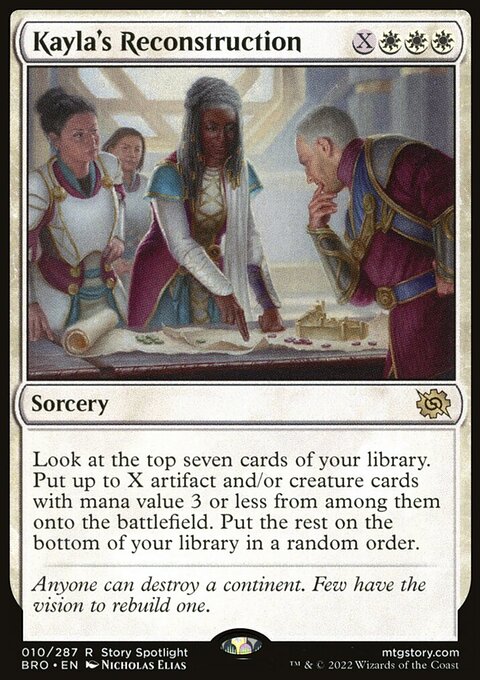 Kayla's Reconstruction X
Sorcery
Look at the top seven cards of your library.
Put up to X artifact and/or creature cards
with mana value 3 or less from among them
onto the battlefield. Put the rest on the
bottom of your library in a random order.
Anyone can destroy a continent. Few have the
vision to rebuild one.
010/287 R Story Spotlight mtgstory.com
BRO • EN Nicholas Elias ™ & © 2022 Wizards of the Coast